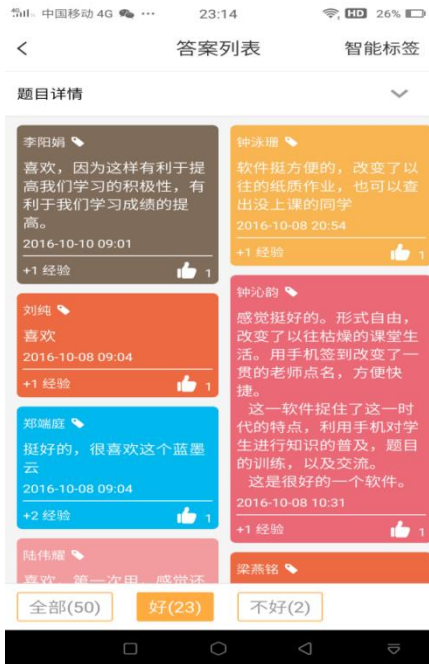 中国移动 4G ··· 23:14 HD 26%
答案列表 智能标签
题目详情
李阳娟
喜欢，因为这样有利于提
高我们学习的积极性，有
利于我们学习成绩的提
高。
2016-10-10 09:01
+1 经验 1
刘纯
喜欢
2016-10-08 09:04
+1 经验 1
郑端庭
挺好的，很喜欢这个蓝墨
云
2016-10-08 09:04
+2 经验 1
陆伟耀
喜欢，第一次用，感觉还
钟泳珊
软件挺方便的，改变了以
往的纸质作业，也可以查
出没上课的同学
2016-10-08 20:54
+1 经验 1
钟沁韵
感觉挺好的。形式自由，
改变了以往枯燥的课堂生
活。用手机签到改变了一
贯的老师点名，方便快
捷。
这一软件捉住了这一时
代的特点，利用手机对学
生进行知识的普及，题目
的训练，以及交流。
这是很好的一个软件。
2016-10-08 10:31
+1 经验 1
梁燕铭
全部(50) 好(23) 不好(2)